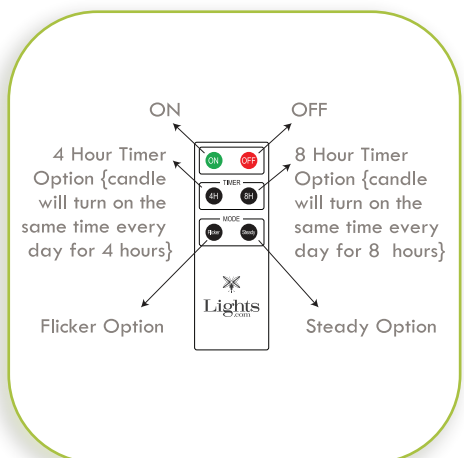 ON
OFF
4 Hour Timer
Option {candle
will turn on the
same time every
day for 4 hours}
8 Hour Timer
Option {candle
will turn on the
same time every
day for 8 hours}
ON OFF
TIMER
4H 8H
MODE
Flicker Steady
Lights
.com
Flicker Option
Steady Option